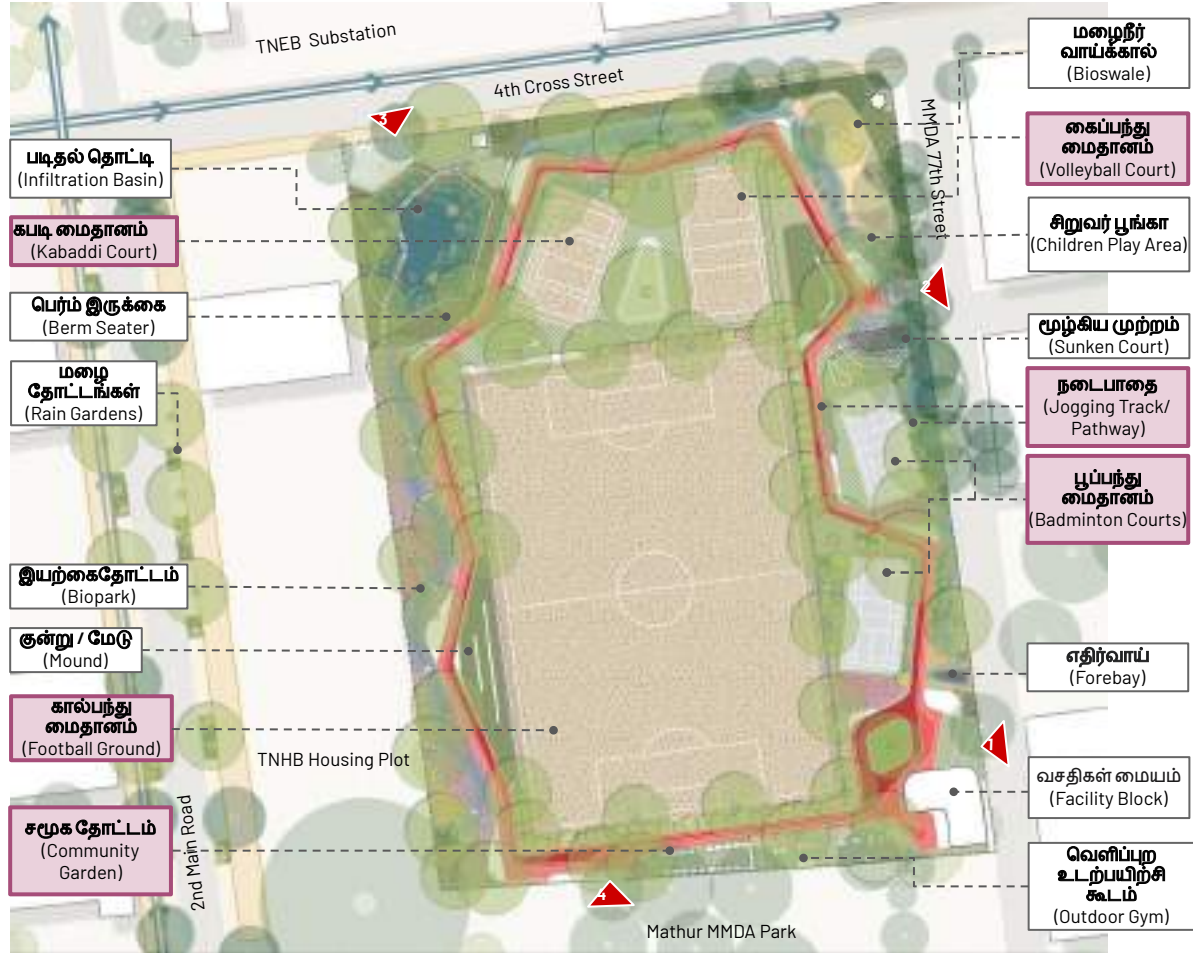 TNEB Substation
4th Cross Street
3
படிதல் தொட்டி
(Infiltration Basin)
கபடி மைதானம்
(Kabaddi Court)
பெர்ம் இருக்கை
(Berm Seater)
மழை
தோட்டங்கள்
(Rain Gardens)
இயற்கைதோட்டம்
(Biopark)
குன்று / மேடு
(Mound)
கால்பந்து
மைதானம்
(Football Ground)
சமூக தோட்டம்
(Community
Garden)
TNHB Housing Plot
2nd Main Road
4
Mathur MMDA Park
MMDA 77th Street
2
1
மழைநீர்
வாய்க்கால்
(Bioswale)
கைப்பந்து
மைதானம்
(Volleyball Court)
சிறுவர் பூங்கா
(Children Play Area)
மூழ்கிய முற்றம்
(Sunken Court)
நடைபாதை
(Jogging Track/
Pathway)
பூப்பந்து
மைதானம்
(Badminton Courts)
எதிர்வாய்
(Forebay)
வசதிகள் மையம்
(Facility Block)
வெளிப்புற
உடற்பயிற்சி
கூடம்
(Outdoor Gym)